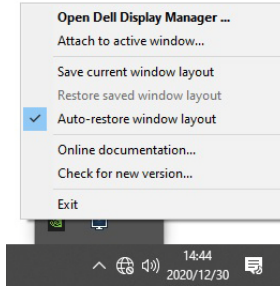 Open Dell Display Manager ...
Attach to active window...
Save current window layout
Restore saved window layout
Auto-restore window layout
Online documentation...
Check for new version...
Exit
14:44
2020/12/30